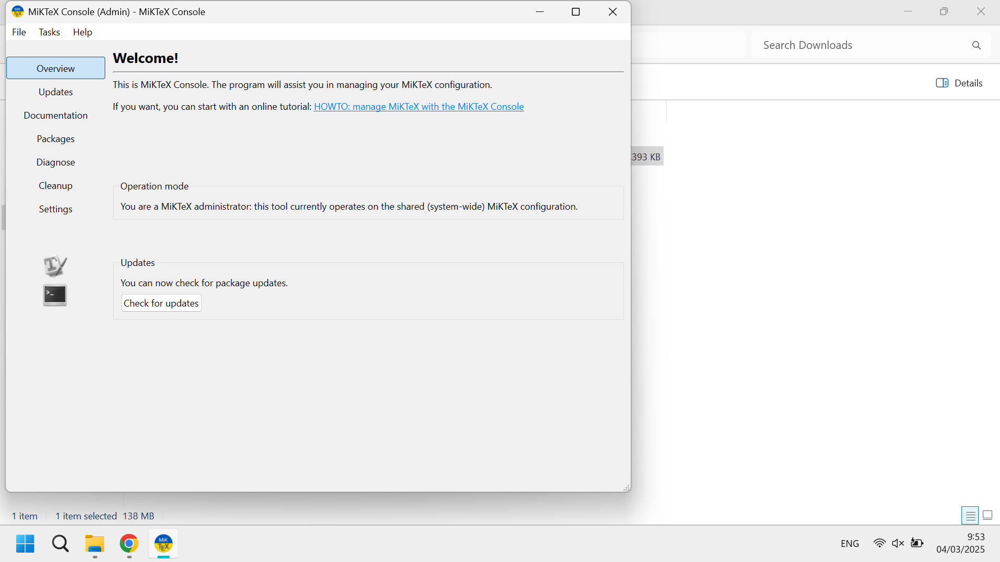 MiKTeX Console (Admin) - MiKTeX Console
File Tasks Help
Search Downloads
Details
Overview
Updates
Documentation
Packages
Diagnose
Cleanup
Settings
Welcome!
This is MiKTeX Console. The program will assist you in managing your MiKTeX configuration.
If you want, you can start with an online tutorial: HOWTO: manage MiKTeX with the MiKTeX Console
393 KB
Operation mode
You are a MiKTeX administrator: this tool currently operates on the shared (system-wide) MiKTeX configuration.
Updates
You can now check for package updates.
Check for updates
1 item 1 item selected 138 MB
ENG
9:53
04/03/2025